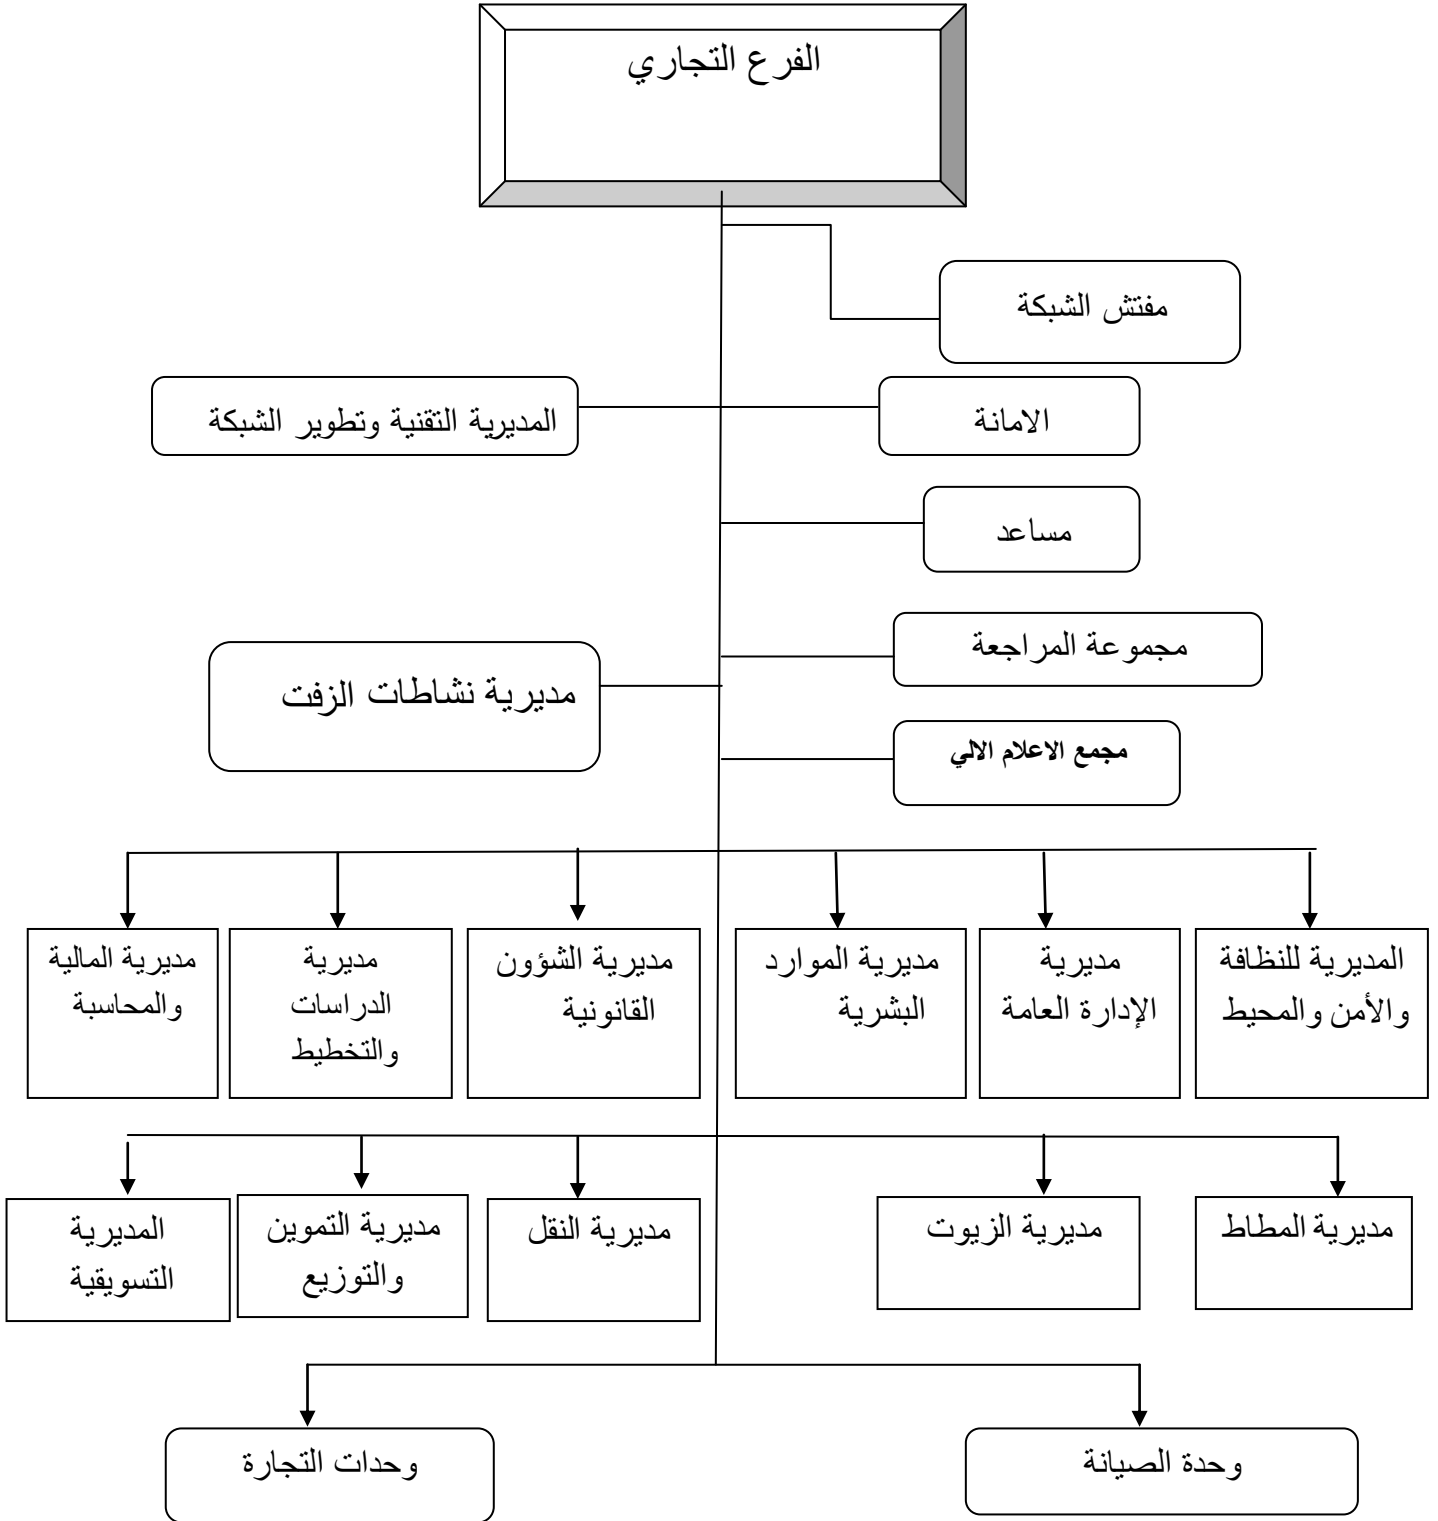 الفرع التجاري
مفتش الشبكة
الامانة
المديرية التقنية وتطوير الشبكة
مساعد
مجموعة المراجعة
مديرية نشاطات الزفت
مجمع الاعلام الالي
المديرية للنظافة
والأمن والمحيط
مديرية
الإدارة العامة
مديرية الموارد
البشرية
مديرية الشؤون
القانونية
مديرية
الدراسات
والتخطيط
مديرية المالية
والمحاسبة
مديرية المطاط
مديرية الزيوت
مديرية النقل
مديرية التموين
والتوزيع
المديرية
التسويقية
وحدة الصيانة
وحدات التجارة